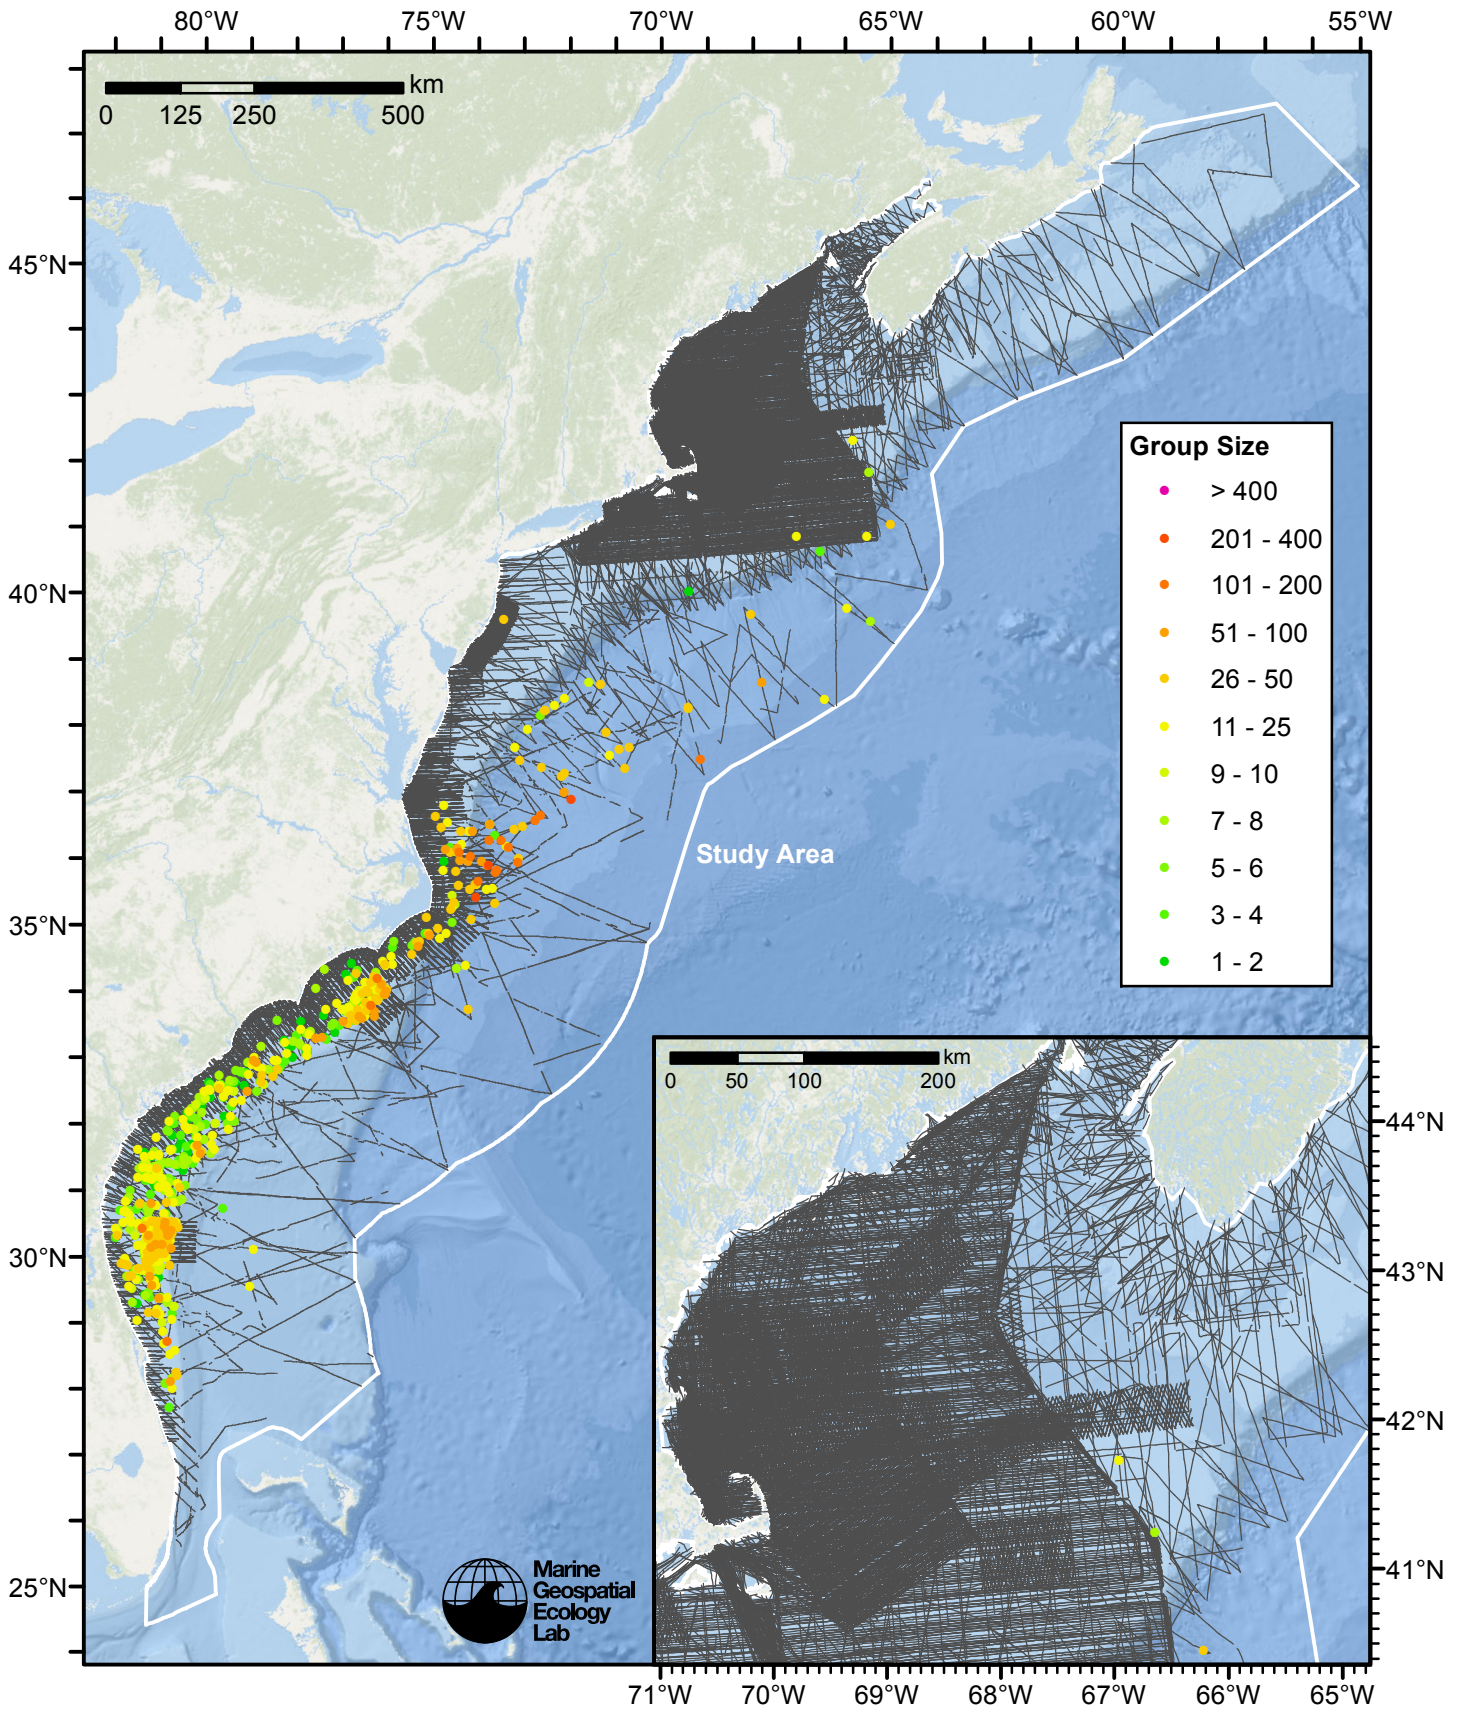 80°W 75°W 70°W 65°W 60°W 55°W
km
0 125 250 500
45°N
40°N
35°N
30°N
25°N
Group Size
> 400
201 - 400
101 - 200
51 - 100
26 - 50
11 - 25
9 - 10
7 - 8
5 - 6
3 - 4
1 - 2
Study Area
km
0 50 100 200
44°N
43°N
42°N
41°N
Marine
Geospatial
Ecology
Lab
71°W 70°W 69°W 68°W 67°W 66°W 65°W